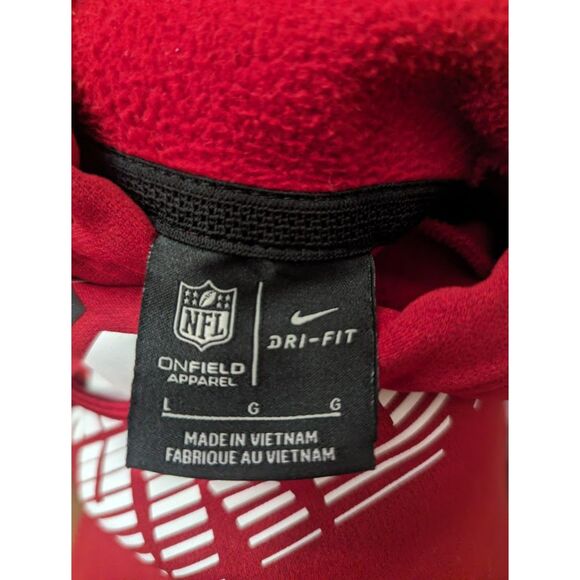 NFL
ONFIELD
APPAREL
DRI-FIT
L G G
MADE IN VIETNAM
FABRIQUE AU VIETNAM